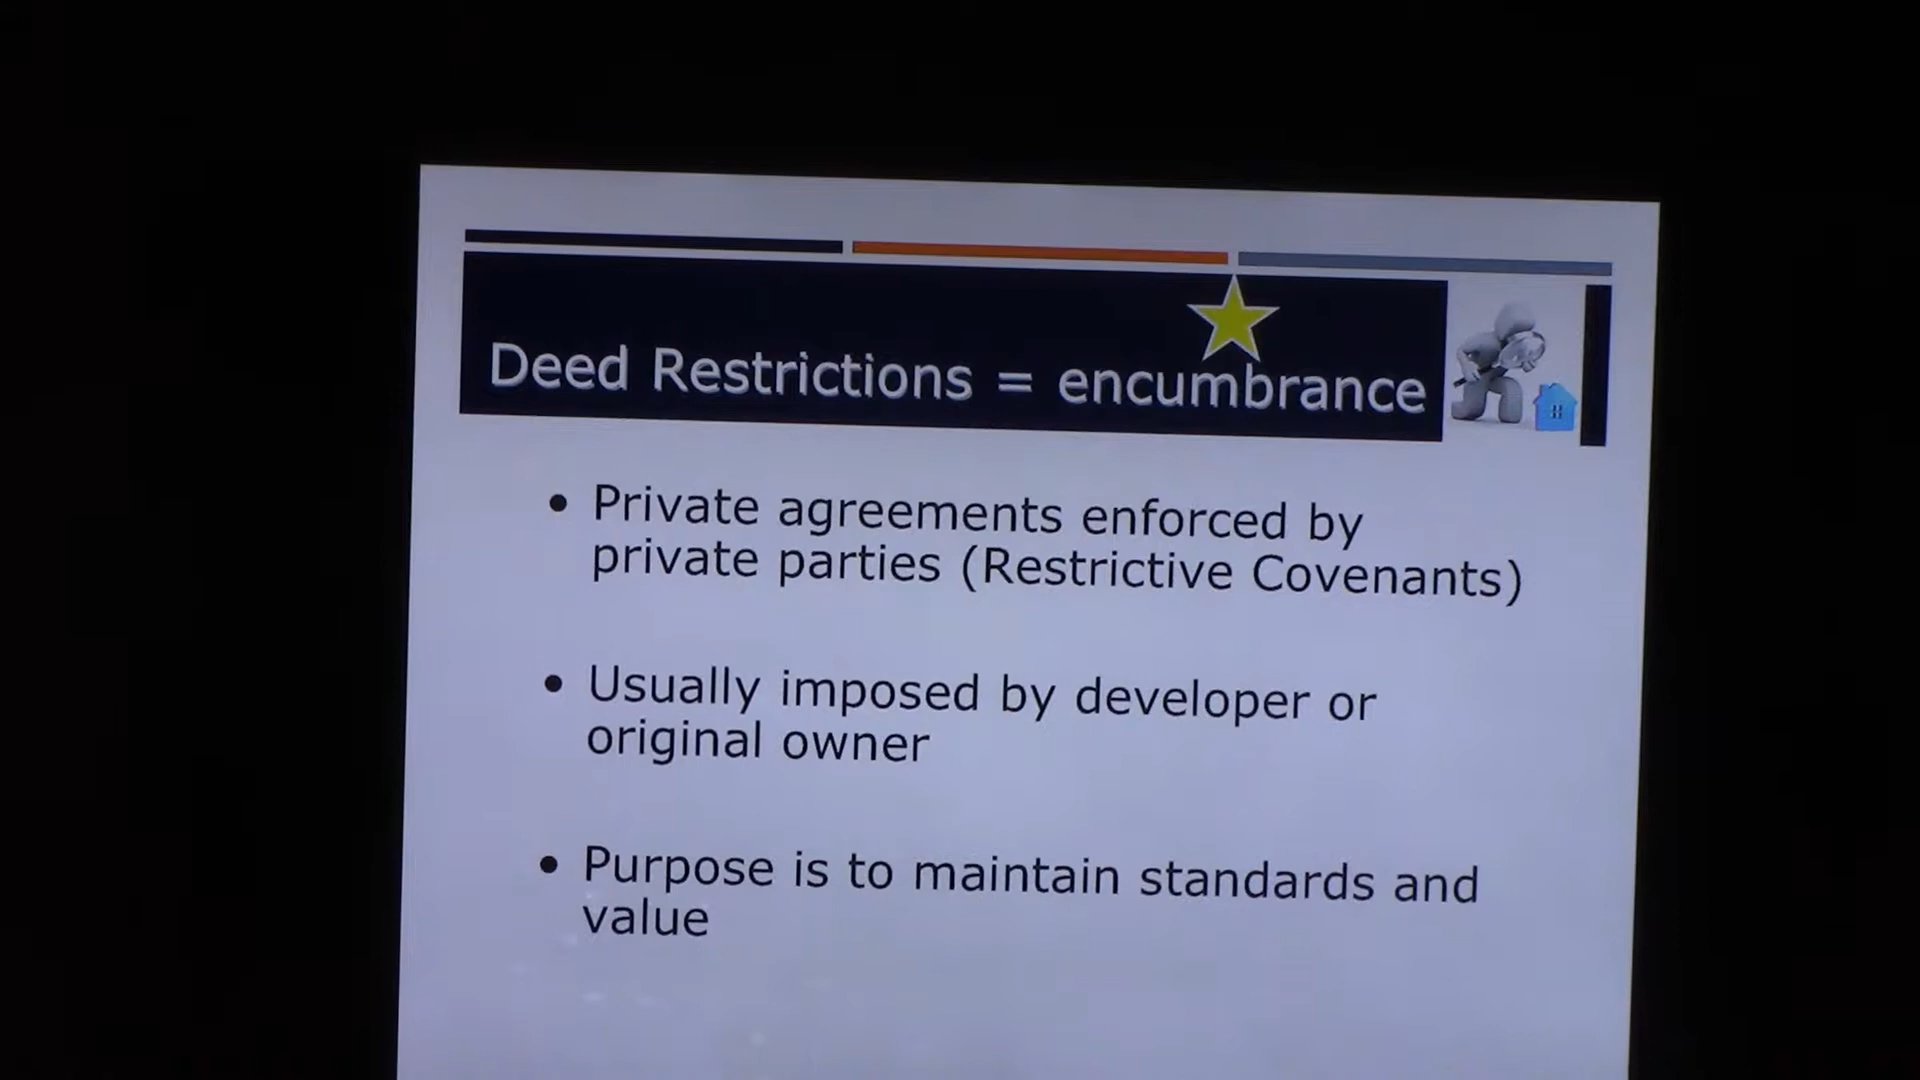 Deed Restrictions = encumbrance
• Private agreements enforced by
private parties (Restrictive Covenants)
• Usually imposed by developer or
original owner
• Purpose is to maintain standards and
value